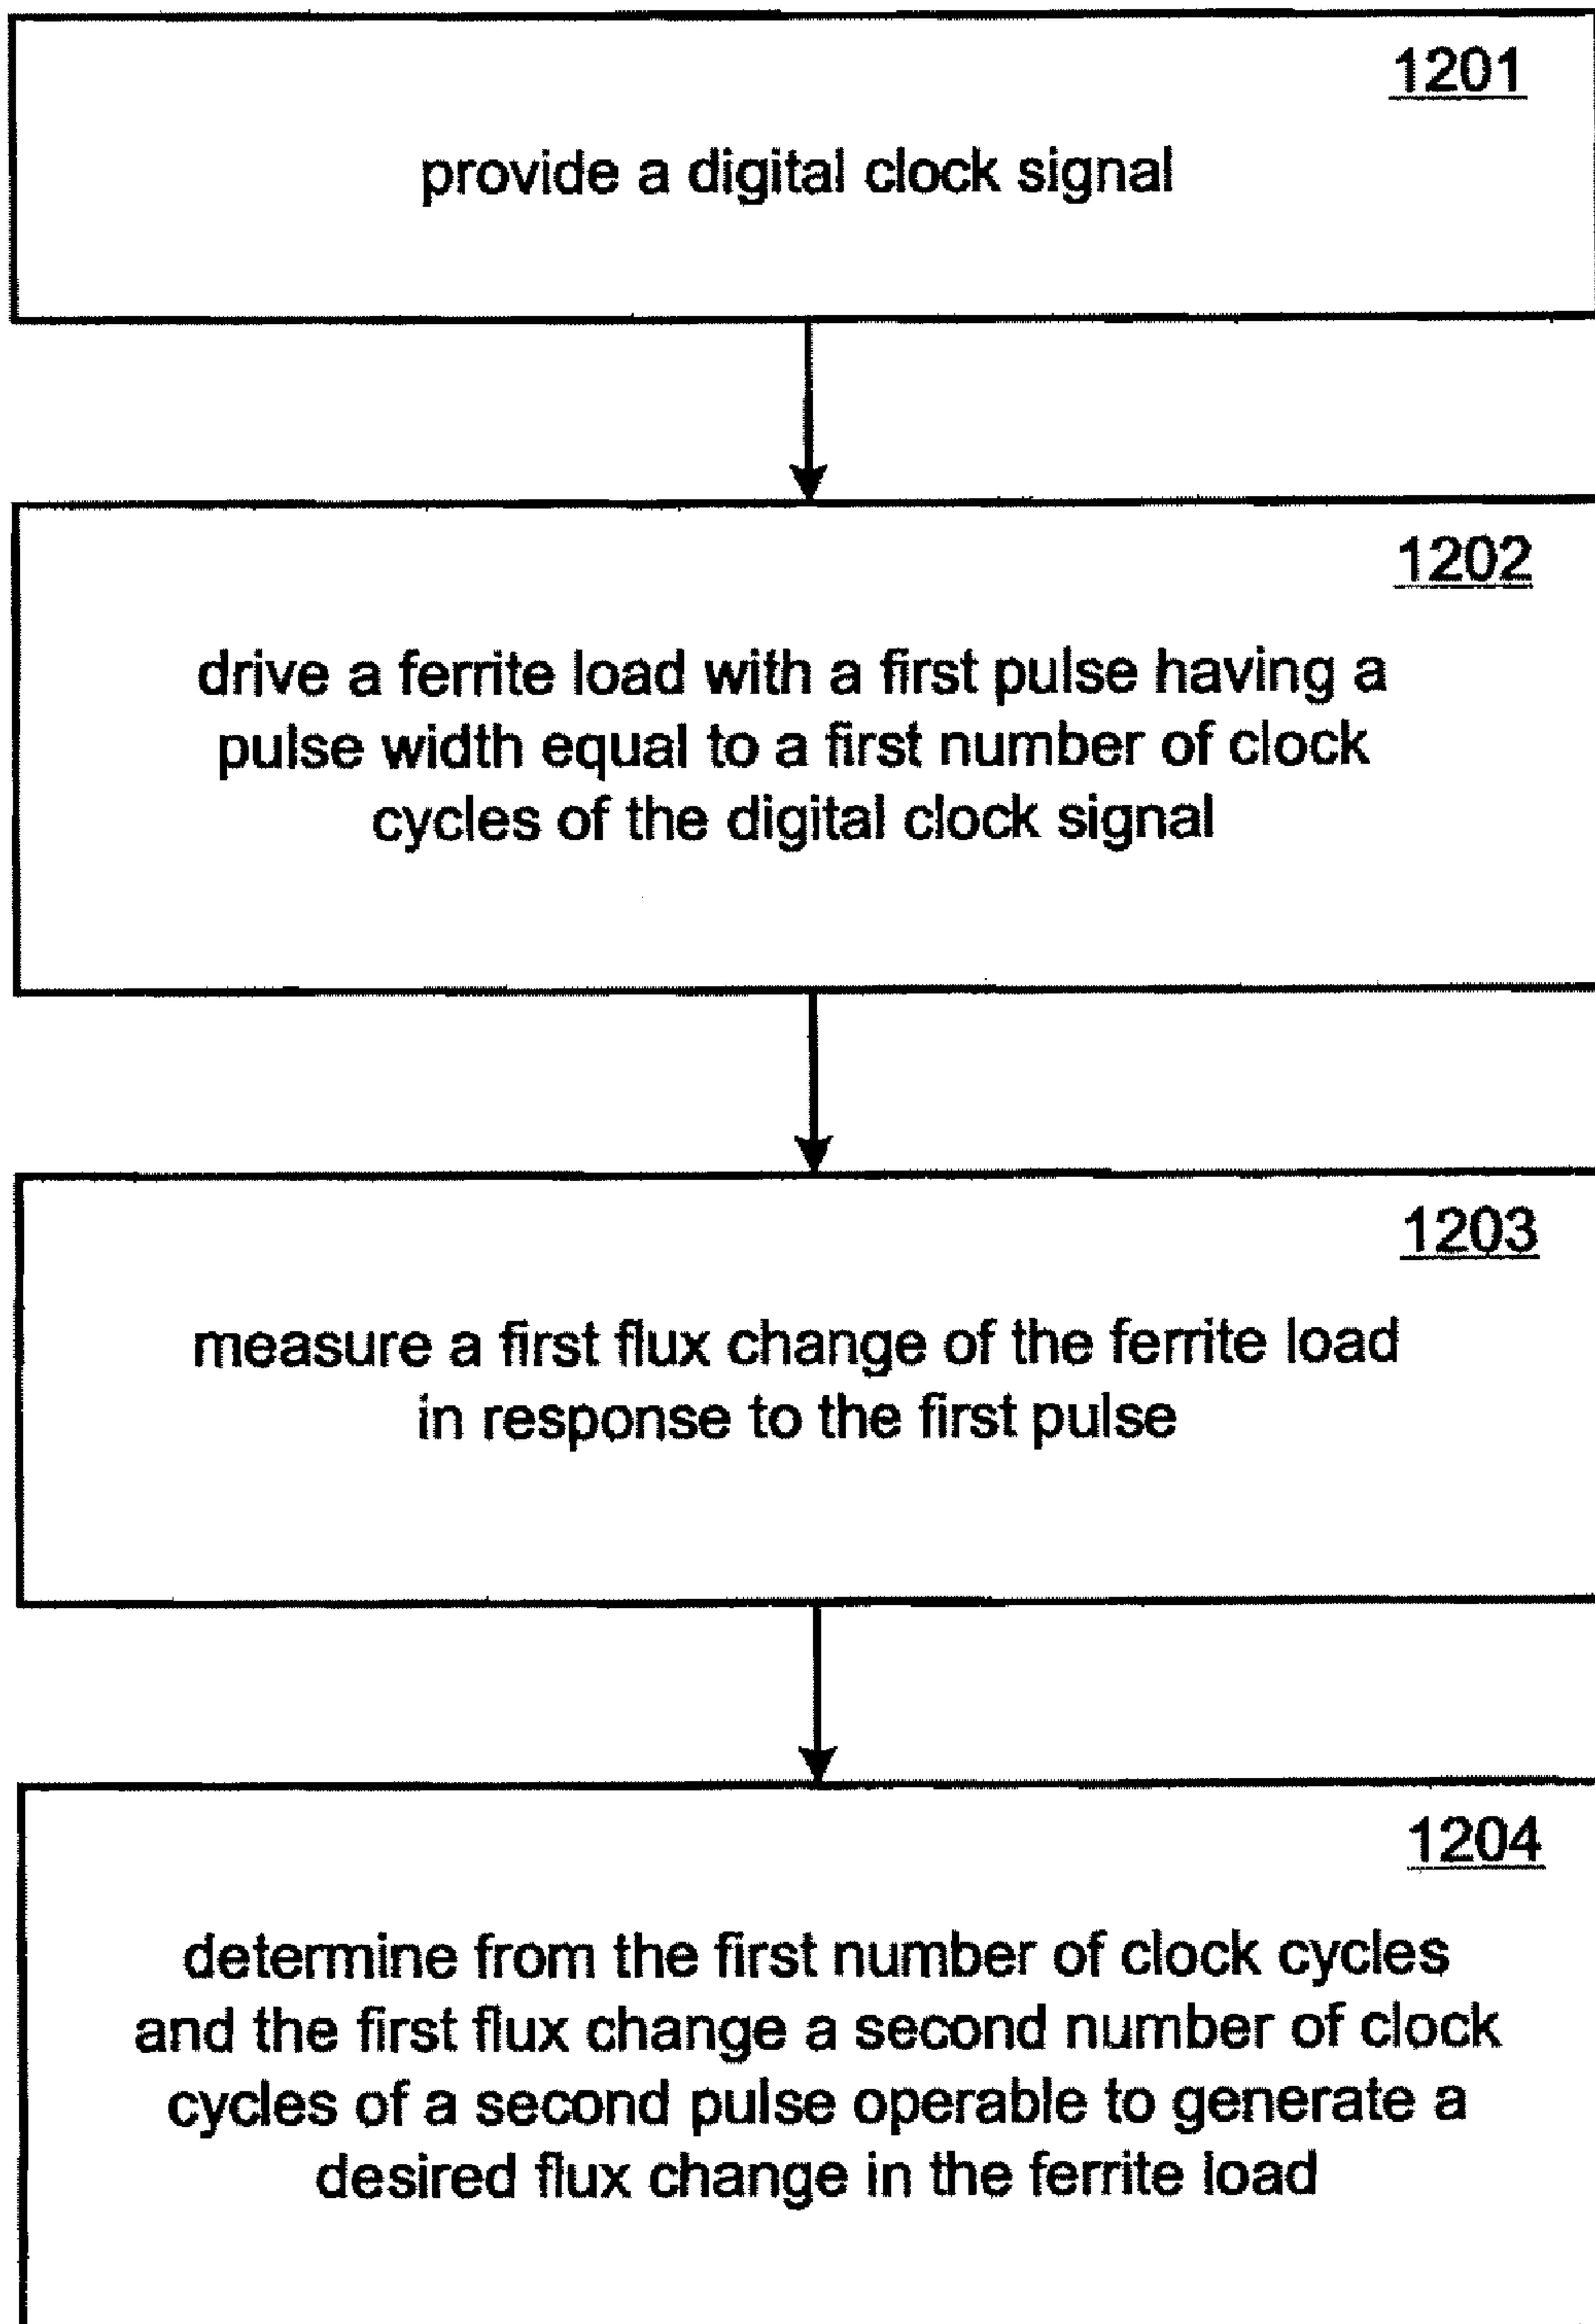 1201
provide a digital clock signal
1202
drive a ferrite load with a first pulse having a
pulse width equal to a first number of clock
cycles of the digital clock signal
1203
measure a first flux change of the ferrite load
in response to the first pulse
1204
determine from the first number of clock cycles
and the first flux change a second number of clock
cycles of a second pulse operable to generate a
desired flux change in the ferrite load